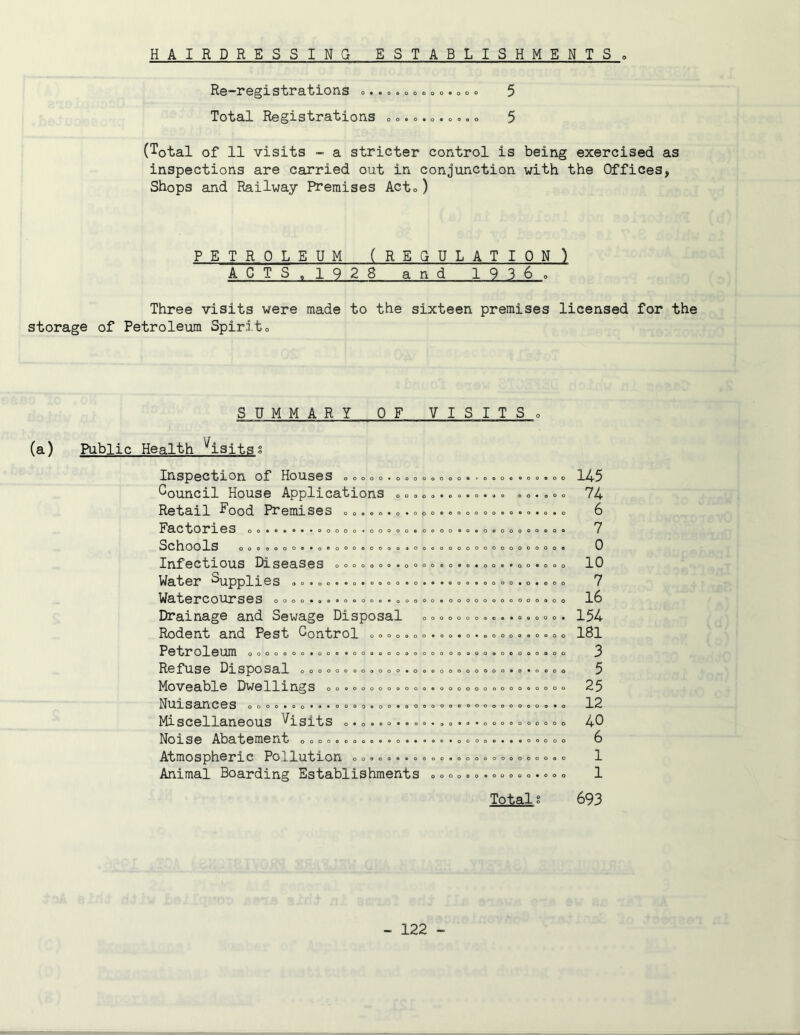 HAIRDRESSING ESTABLISHMENTS.
Re-registrations .............. 5
Total Registrations ........... 5
(Total of 11 visits - a stricter control is being exercised as
inspections are carried out in conjunction with the Offices,
Shops and Railway Premises Act.)
PETROLEUM (REGULATION)
ACTS, 1928 and 1936.
Three visits were made to the sixteen premises licensed for the
storage of Petroleum Spirit.
SUMMARY OF VISITS.
(a) Public Health Visits:
Inspection of Houses .......................... 145
Council House Applications .................... 74
Retail Food Premises .......................... 6
Factories ..................................... 7
Schools ....................................... 0
Infectious Diseases ........................... 10
Water Supplies ................................ 7
Watercourses .................................. 16
Drainage and Sewage Disposal .................. 154
Rodent and Pest Control ....................... 181
Petroleum ..................................... 3
Refuse Disposal ............................... 5
Moveable Dwellings ............................ 25
Nuisances ..................................... 12
Miscellaneous Visits .......................... 40
Noise Abatement ............................... 6
Atmospheric Pollution ......................... 1
Animal Boarding Establishments ................ 1
Total: 693
- 122 -